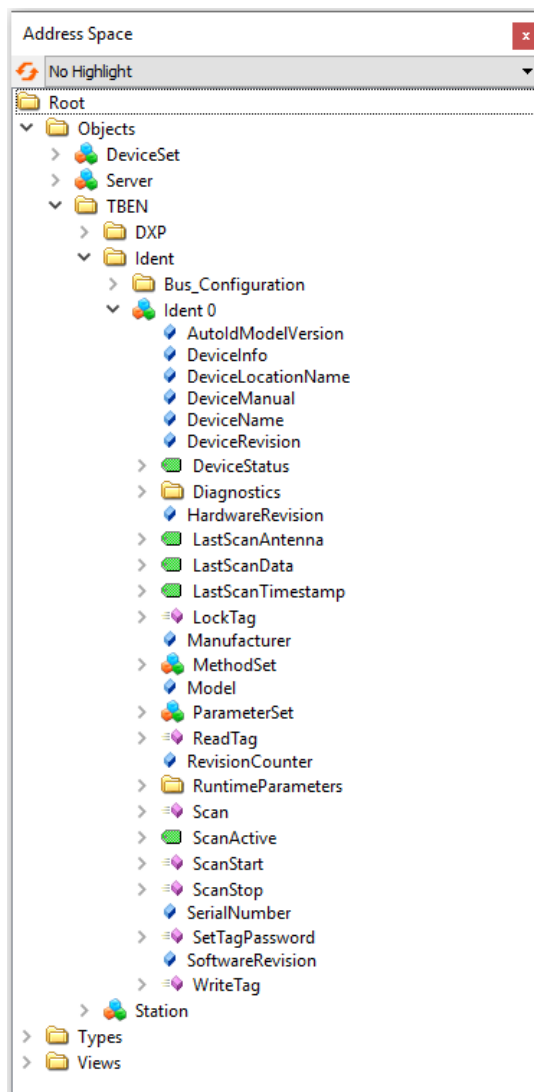 Address Space
x
No Highlight
Root
Objects
DeviceSet
Server
TBEN
DXP
Ident
Bus_Configuration
Ident 0
AutoIdModelVersion
DeviceInfo
DeviceLocationName
DeviceManual
DeviceName
DeviceRevision
DeviceStatus
Diagnostics
HardwareRevision
LastScanAntenna
LastScanData
LastScanTimestamp
LockTag
Manufacturer
MethodSet
Model
ParameterSet
ReadTag
RevisionCounter
RuntimeParameters
Scan
ScanActive
ScanStart
ScanStop
SerialNumber
SetTagPassword
SoftwareRevision
WriteTag
Station
Types
Views